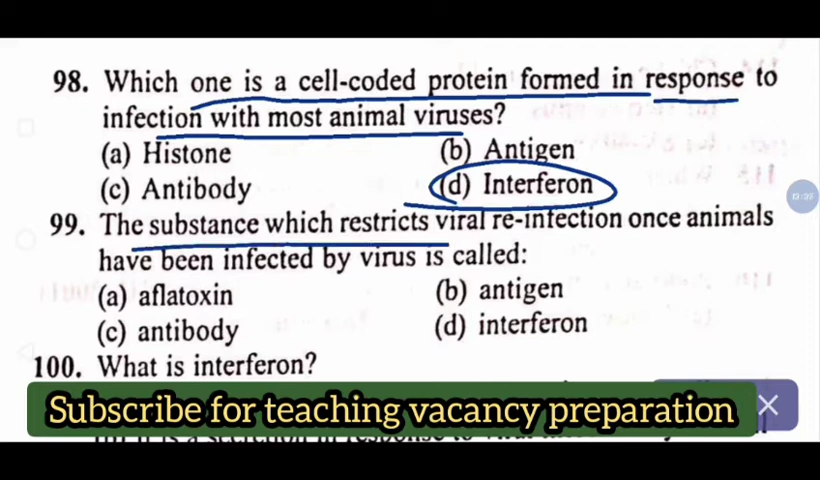 98. Which one is a cell-coded protein formed in response to
infection with most animal viruses?
(a) Histone (b) Antigen
(c) Antibody (d) Interferon
99. The substance which restricts viral re-infection once animals
have been infected by virus is called:
(a) aflatoxin (b) antigen
(c) antibody (d) interferon
100. What is interferon?
Subscribe for teaching vacancy preparation